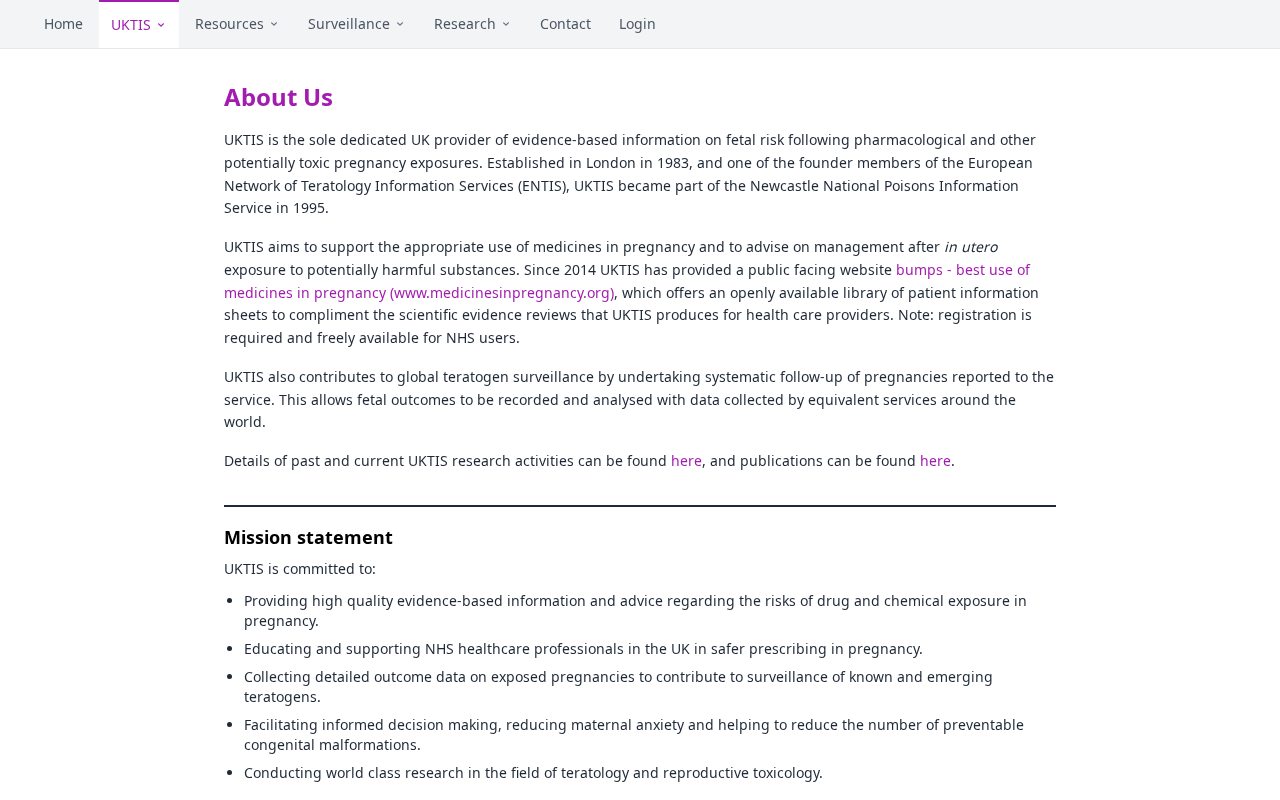 Home UKTIS Resources Surveillance Research Contact Login
About Us
UKTIS is the sole dedicated UK provider of evidence-based information on fetal risk following pharmacological and other
potentially toxic pregnancy exposures. Established in London in 1983, and one of the founder members of the European
Network of Teratology Information Services (ENTIS), UKTIS became part of the Newcastle National Poisons Information
Service in 1995.
UKTIS aims to support the appropriate use of medicines in pregnancy and to advise on management after in utero
exposure to potentially harmful substances. Since 2014 UKTIS has provided a public facing website bumps - best use of
medicines in pregnancy (www.medicinesinpregnancy.org), which offers an openly available library of patient information
sheets to compliment the scientific evidence reviews that UKTIS produces for health care providers. Note: registration is
required and freely available for NHS users.
UKTIS also contributes to global teratogen surveillance by undertaking systematic follow-up of pregnancies reported to the
service. This allows fetal outcomes to be recorded and analysed with data collected by equivalent services around the
world.
Details of past and current UKTIS research activities can be found here, and publications can be found here.
Mission statement
UKTIS is committed to:
• Providing high quality evidence-based information and advice regarding the risks of drug and chemical exposure in
pregnancy.
• Educating and supporting NHS healthcare professionals in the UK in safer prescribing in pregnancy.
• Collecting detailed outcome data on exposed pregnancies to contribute to surveillance of known and emerging
teratogens.
• Facilitating informed decision making, reducing maternal anxiety and helping to reduce the number of preventable
congenital malformations.
• Conducting world class research in the field of teratology and reproductive toxicology.